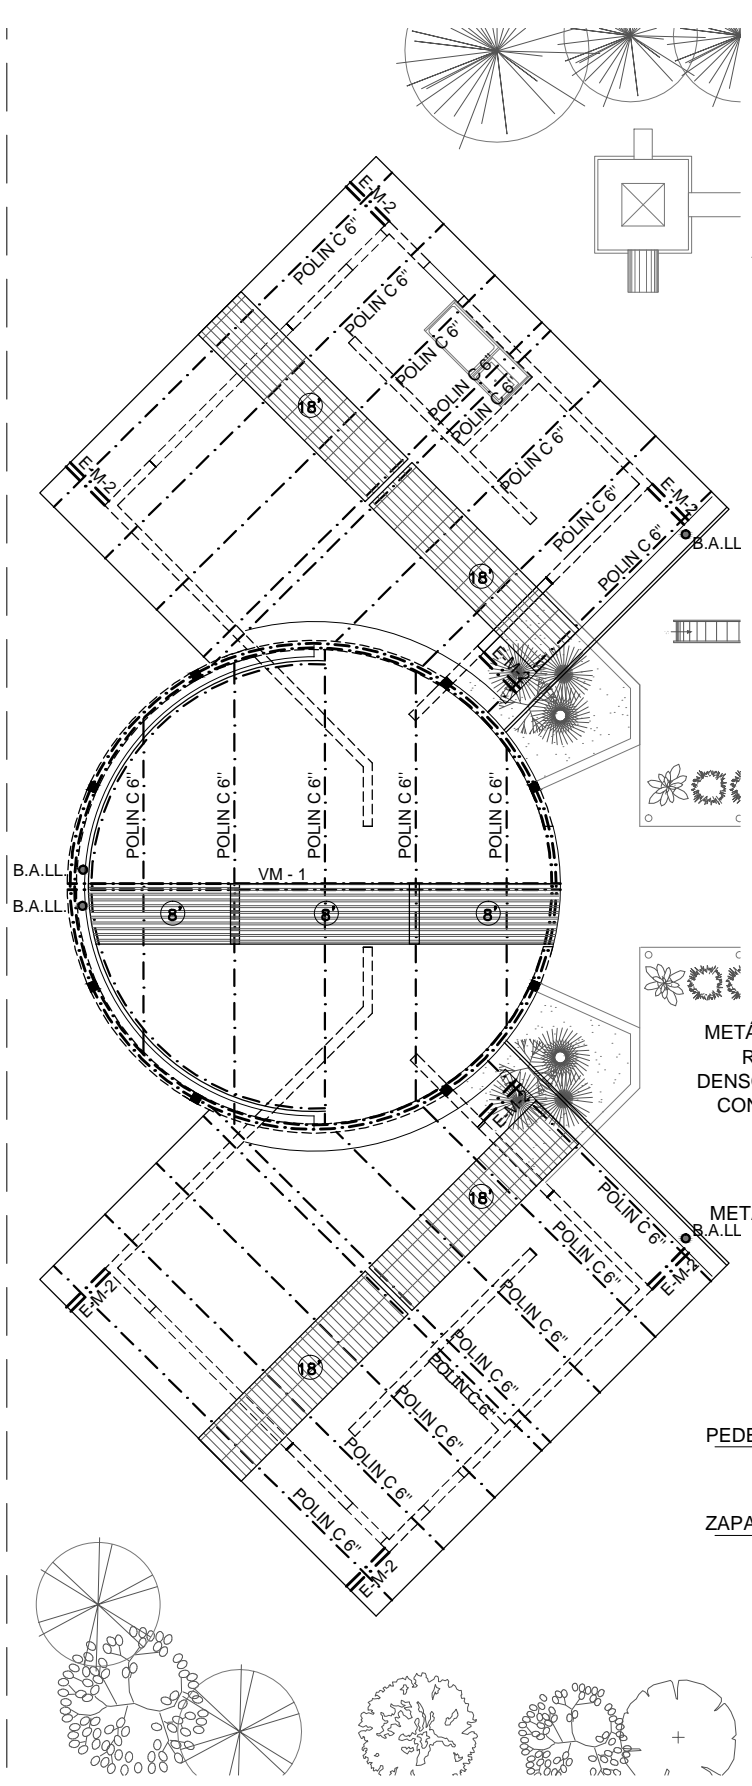 E-M-2
POLIN C 6"
POLIN C 6"
POLIN C 6"
POLIN C 6"
POLIN C 6"
18'
POLIN C 6"
E-M-2
E-M-2
POLIN C 6"
B.A.LL
18'
POLIN C 6"
E-M-2
POLIN C 6"
POLIN C 6"
POLIN C 6"
POLIN C 6"
POLIN C 6"
B.A.LL.
VM - 1
B.A.LL.
8'
8'
8'
METÁ
R
DENS
CON
E-M-2
18'
POLIN C 6"
META
B.A.LL
POLIN C 6"
E-M-2
E-M-2
POLIN C 6"
POLIN C 6"
18'
POLIN C 6"
POLIN C 6"
PEDE
POLIN C 6"
POLIN C 6"
ZAPA
E-M-2